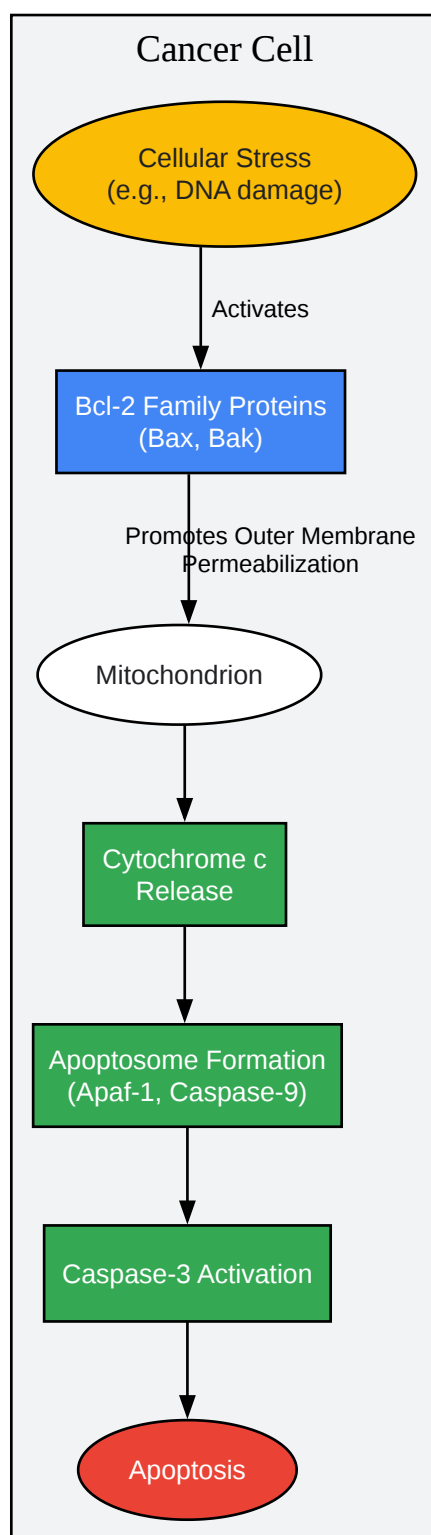 Cancer Cell
Cellular Stress
(e.g., DNA damage)
Activates
Bcl-2 Family Proteins
(Bax, Bak)
Promotes Outer Membrane
Permeabilization
Mitochondrion
Cytochrome c
Release
Apoptosome Formation
(Apaf-1, Caspase-9)
Caspase-3 Activation
Apoptosis